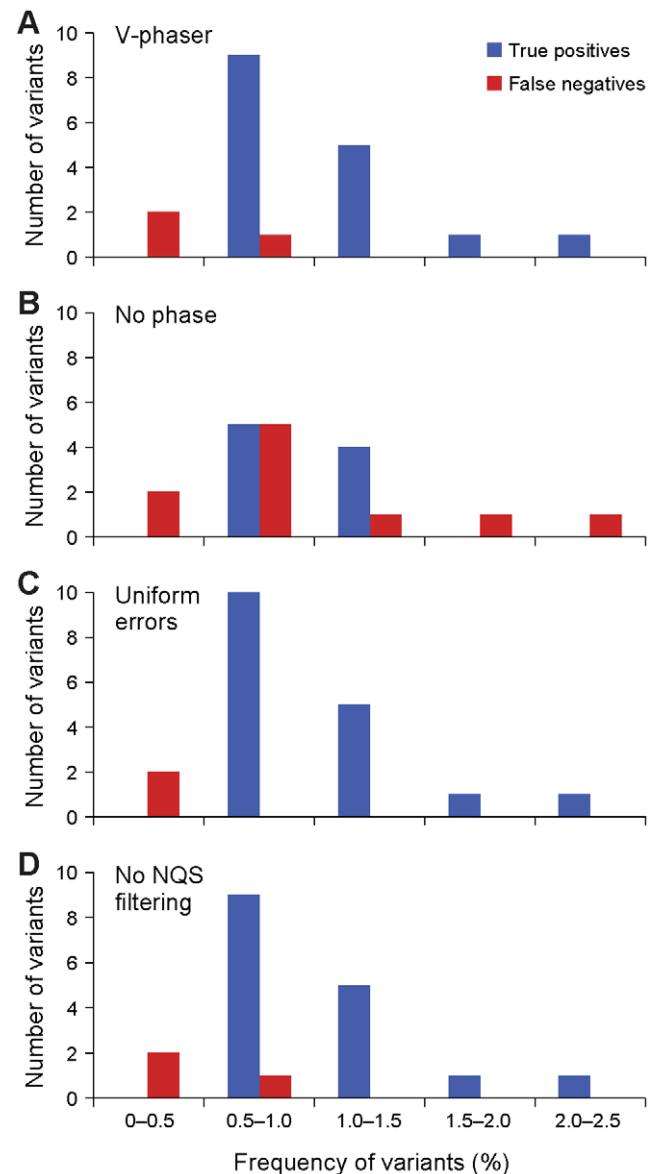 A
V-phaser
True positives
False negatives
Number of variants
10
8
6
4
2
0
B
No phase
Number of variants
10
8
6
4
2
0
C
Uniform
errors
Number of variants
10
8
6
4
2
0
D
No NQS
filtering
Number of variants
10
8
6
4
2
0
0–0.5 0.5–1.0 1.0–1.5 1.5–2.0 2.0–2.5
Frequency of variants (%)